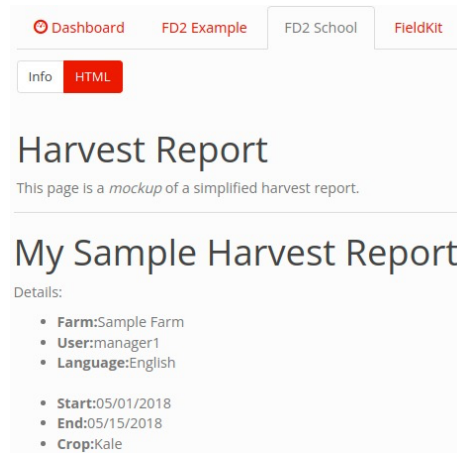 Dashboard FD2 Example FD2 School FieldKit
Info HTML
Harvest Report
This page is a mockup of a simplified harvest report.
My Sample Harvest Report
Details:
Farm:Sample Farm
User:manager1
Language:English
Start:05/01/2018
End:05/15/2018
Crop:Kale